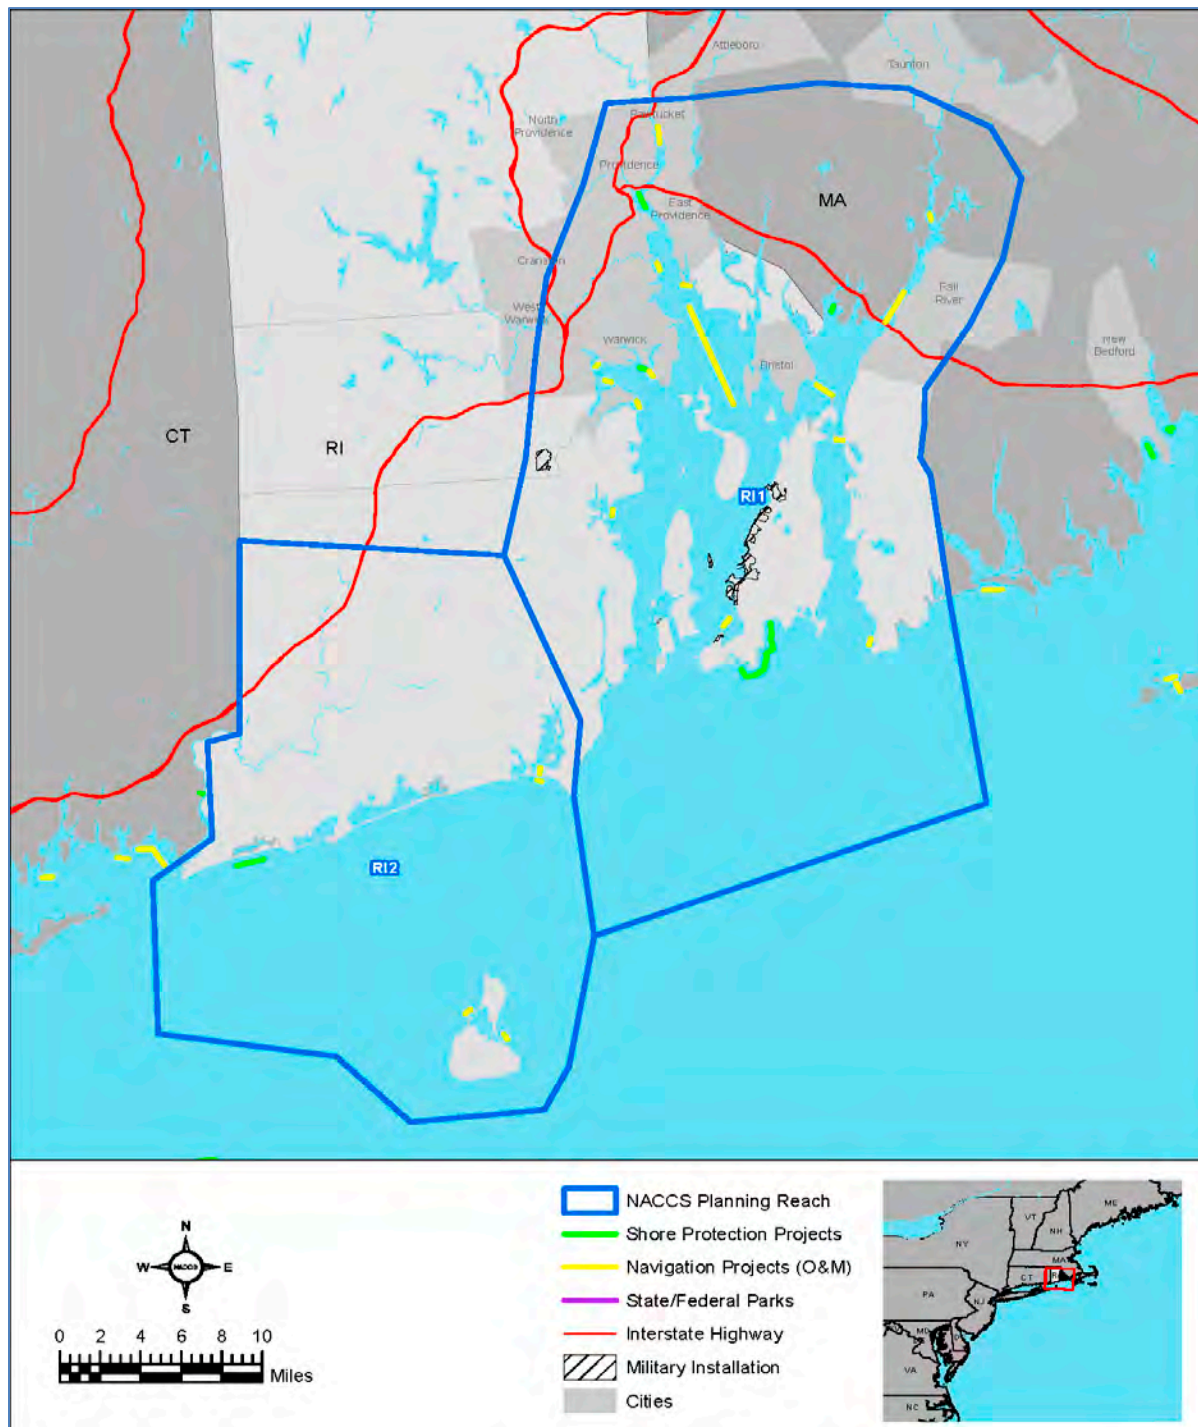 Attleboro
Taunton
Pawtucket
North
Providence
Providence
MA
East
Providence
Cranston
Fall
River
West
Warwick
Warwick
New
Bedford
Bristol
CT
RI
RI1
RI2
N
W
NACCS
E
S
0 2 4 6 8 10
Miles
NACCS Planning Reach
Shore Protection Projects
Navigation Projects (O&M)
State/Federal Parks
Interstate Highway
Military Installation
Cities
ME
VT
NH
NY
MA
CT
RI
PA
NJ
MD
VA
NC